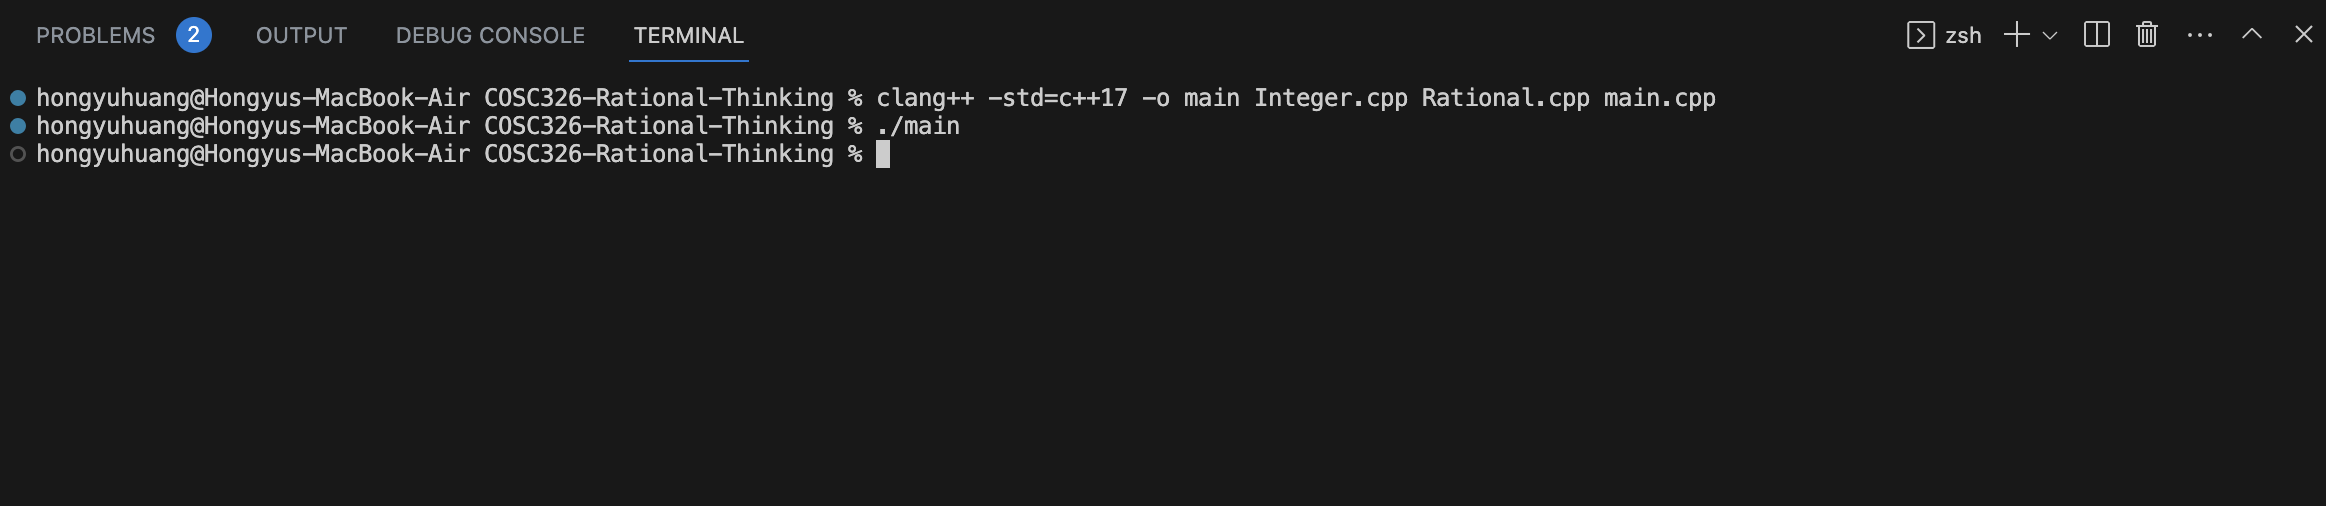 PROBLEMS 2 OUTPUT DEBUG CONSOLE TERMINAL zsh
hongyuhuang@Hongyus-MacBook-Air COSC326-Rational-Thinking % clang++ -std=c++17 -o main Integer.cpp Rational.cpp main.cpp
hongyuhuang@Hongyus-MacBook-Air COSC326-Rational-Thinking % ./main
hongyuhuang@Hongyus-MacBook-Air COSC326-Rational-Thinking %